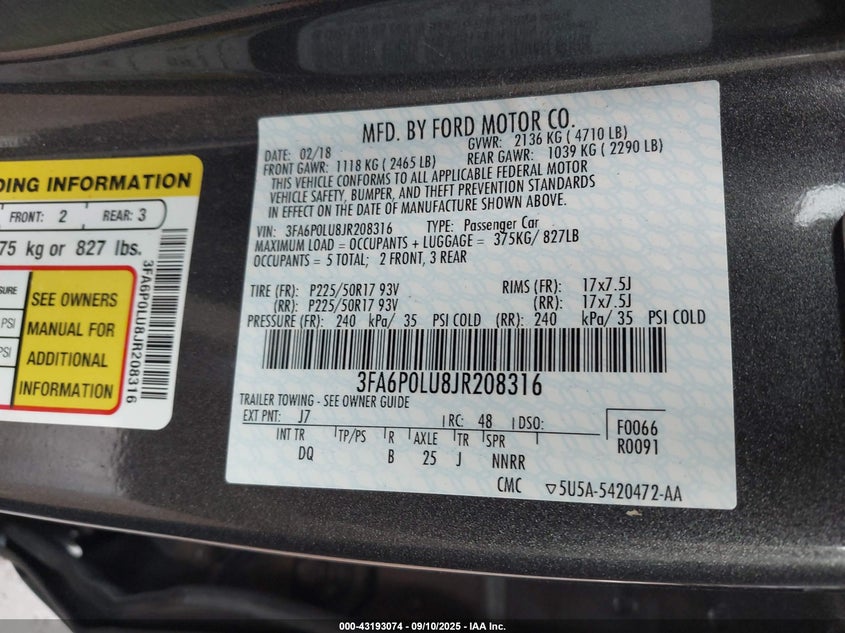 DING INFORMATION
FRONT: 2 REAR: 3
75 kg or 827 lbs.
SURE
PSI
PSI
SEE OWNERS
MANUAL FOR
ADDITIONAL
INFORMATION
3FA6P0LU8JR208316
MFD. BY FORD MOTOR CO.
DATE: 02/18 GVWR: 2136 KG ( 4710 LB)
FRONT GAWR: 1118 KG ( 2465 LB) REAR GAWR: 1039 KG ( 2290 LB)
THIS VEHICLE CONFORMS TO ALL APPLICABLE FEDERAL MOTOR
VEHICLE SAFETY, BUMPER, AND THEFT PREVENTION STANDARDS
IN EFFECT ON THE DATE OF MANUFACTURE SHOWN ABOVE.
VIN: 3FA6P0LU8JR208316 TYPE: Passenger Car
MAXIMUM LOAD = OCCUPANTS + LUGGAGE = 375KG/ 827LB
OCCUPANTS = 5 TOTAL; 2 FRONT, 3 REAR
TIRE (FR): P225/50R17 93V RIMS (FR): 17x7.5J
(RR): P225/50R17 93V (RR): 17x7.5J
PRESSURE (FR): 240 kPa/ 35 PSI COLD (RR): 240 kPa/ 35 PSI COLD
3FA6P0LU8JR208316
TRAILER TOWING - SEE OWNER GUIDE
EXT PNT: J7 RC: 48 DSO: F0066
R0091
INT TR TP/PS R AXLE TR SPR
DQ B 25 J NNRR
CMC ▽5U5A-5420472-AA
000-43193074 - 09/10/2025 - IAA Inc.